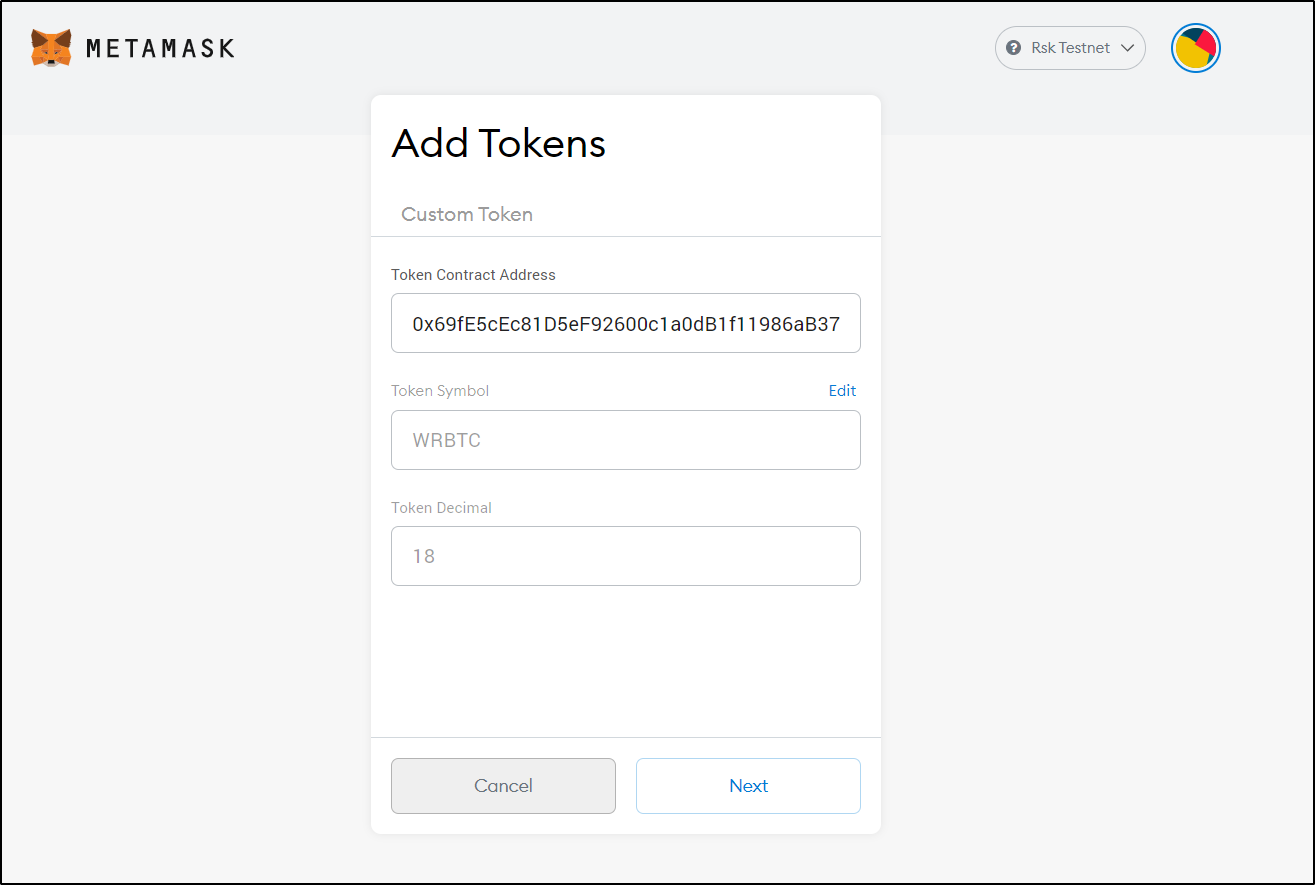 METAMASK
Rsk Testnet
Add Tokens
Custom Token
Token Contract Address
0x69fE5cEc81D5eF92600c1a0dB1f11986aB37
Token Symbol Edit
WRBTC
Token Decimal
18
Cancel Next